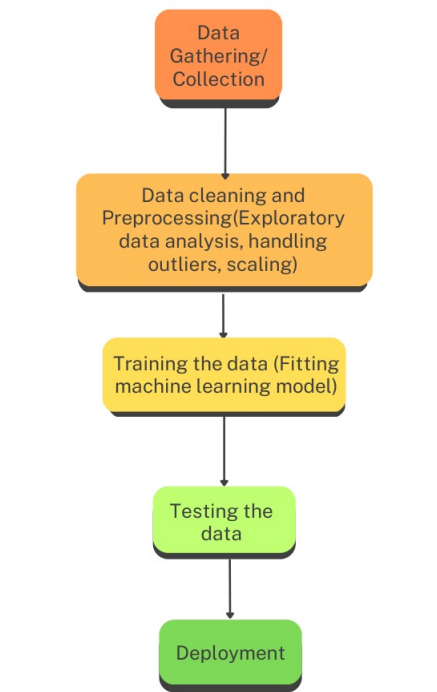 Data
Gathering/
Collection
Data cleaning and
Preprocessing(Exploratory
data analysis, handling
outliers, scaling)
Training the data (Fitting
machine learning model)
Testing the
data
Deployment